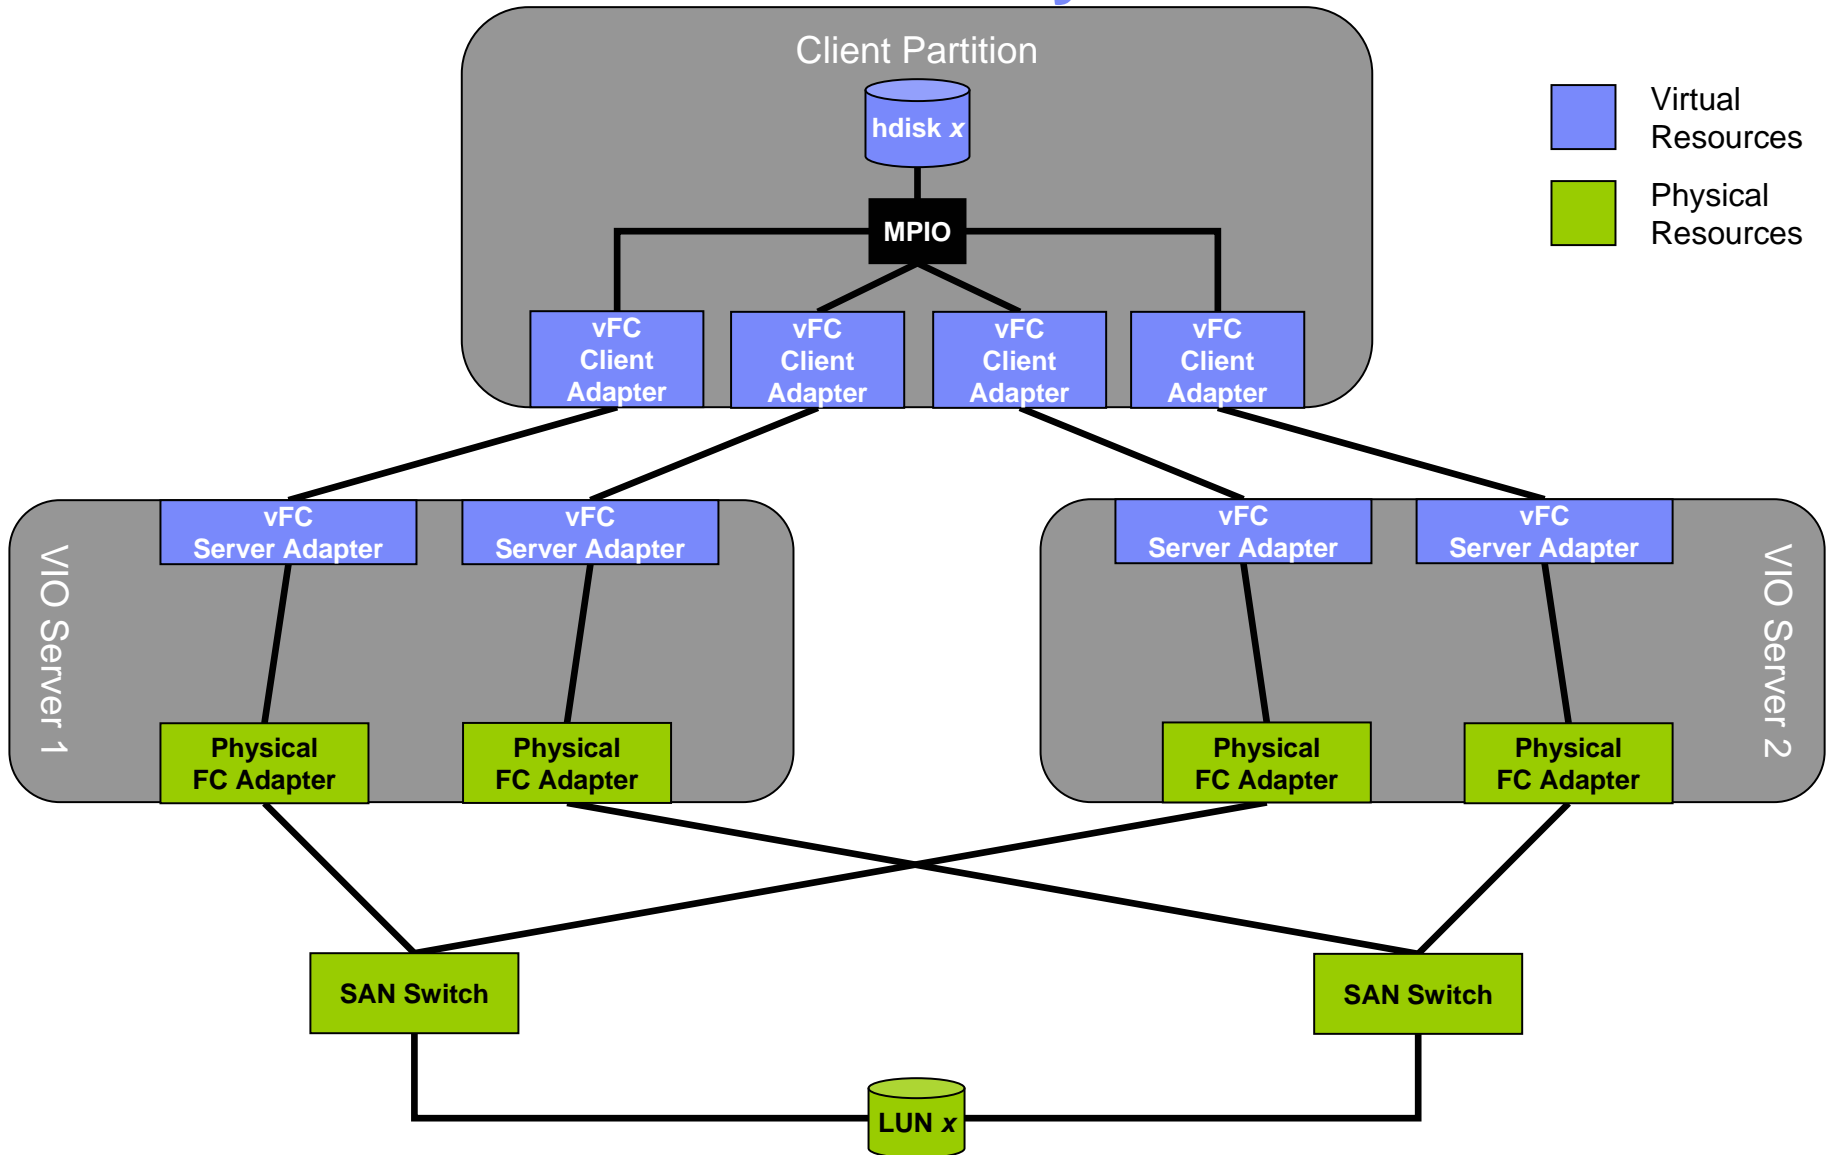 Client Partition
hdisk x
MPIO
vFC
Client
Adapter
vFC
Client
Adapter
vFC
Client
Adapter
vFC
Client
Adapter
Virtual
Resources
Physical
Resources
VIO Server 1
vFC
Server Adapter
vFC
Server Adapter
Physical
FC Adapter
Physical
FC Adapter
vFC
Server Adapter
vFC
Server Adapter
Physical
FC Adapter
Physical
FC Adapter
VIO Server 2
SAN Switch
SAN Switch
LUN x